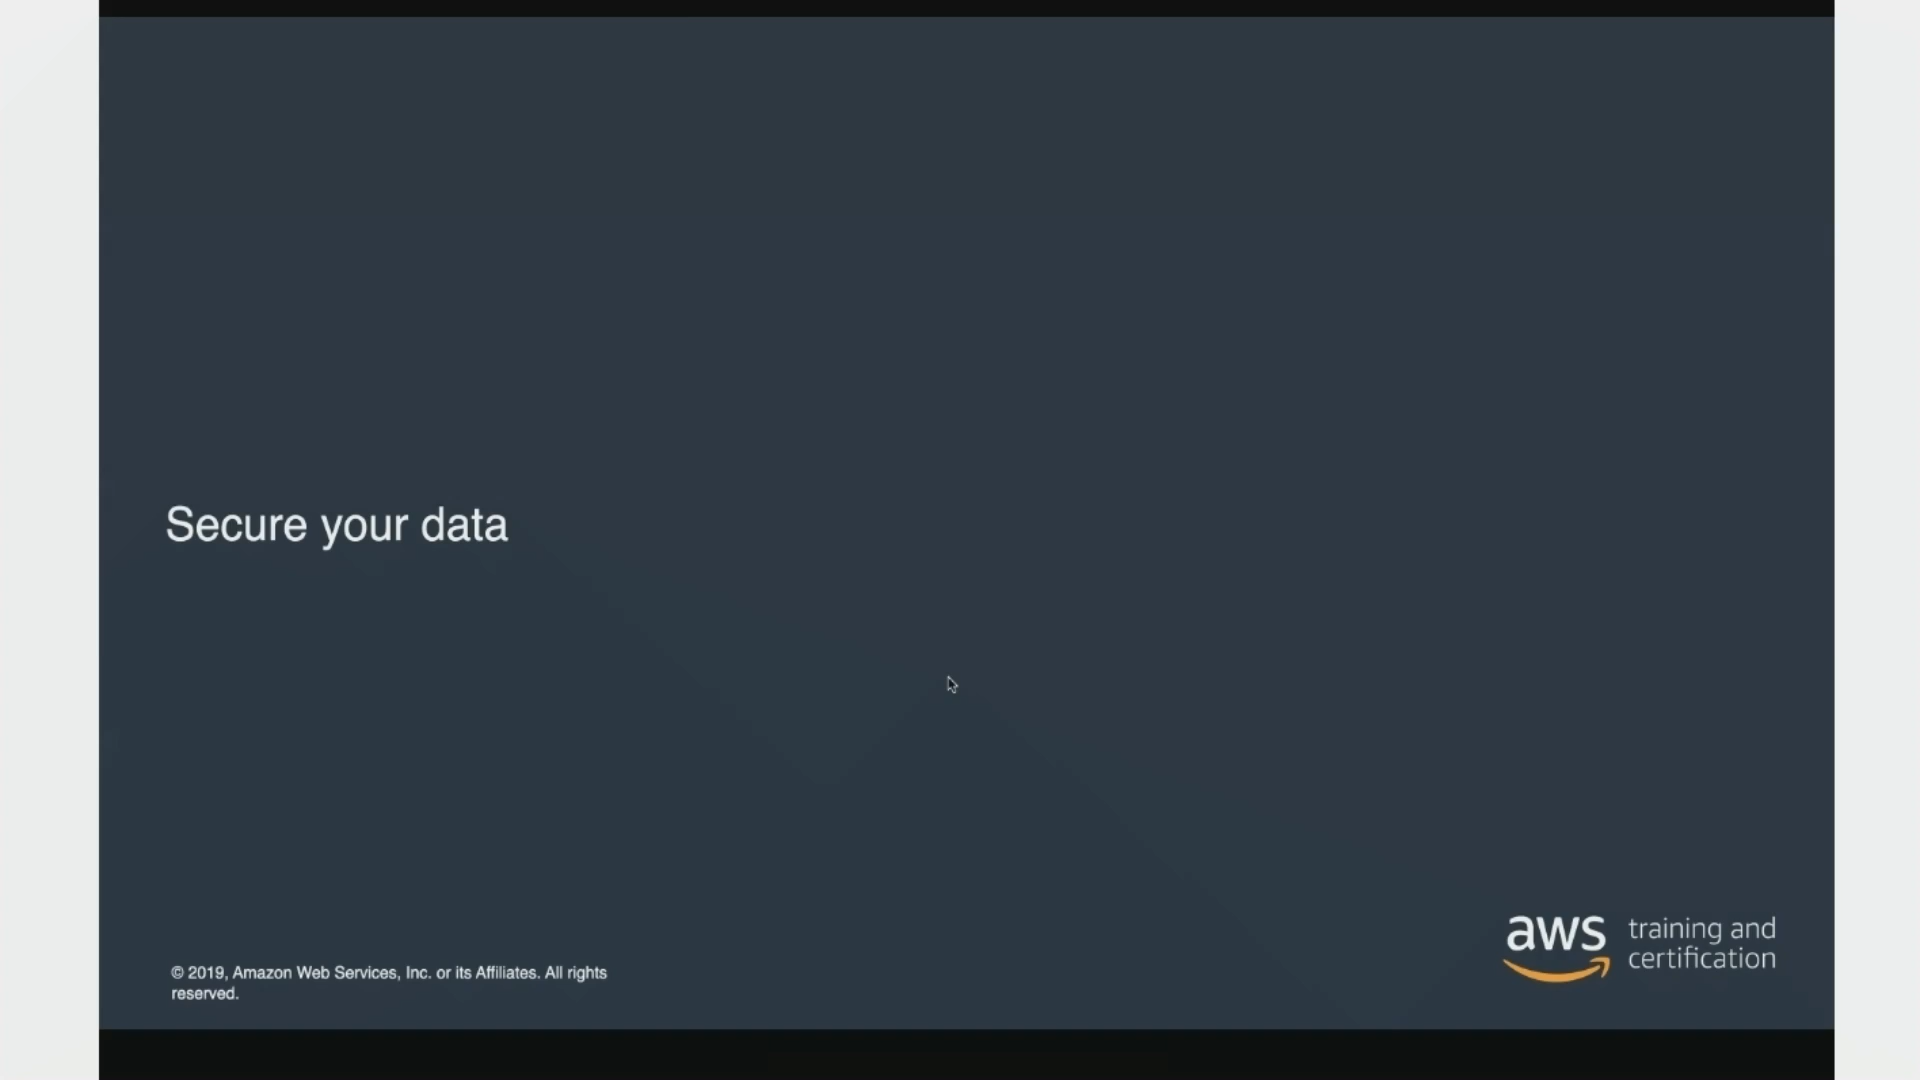 Secure your data
© 2019, Amazon Web Services, Inc. or its Affiliates. All rights
reserved.
aws training and
certification